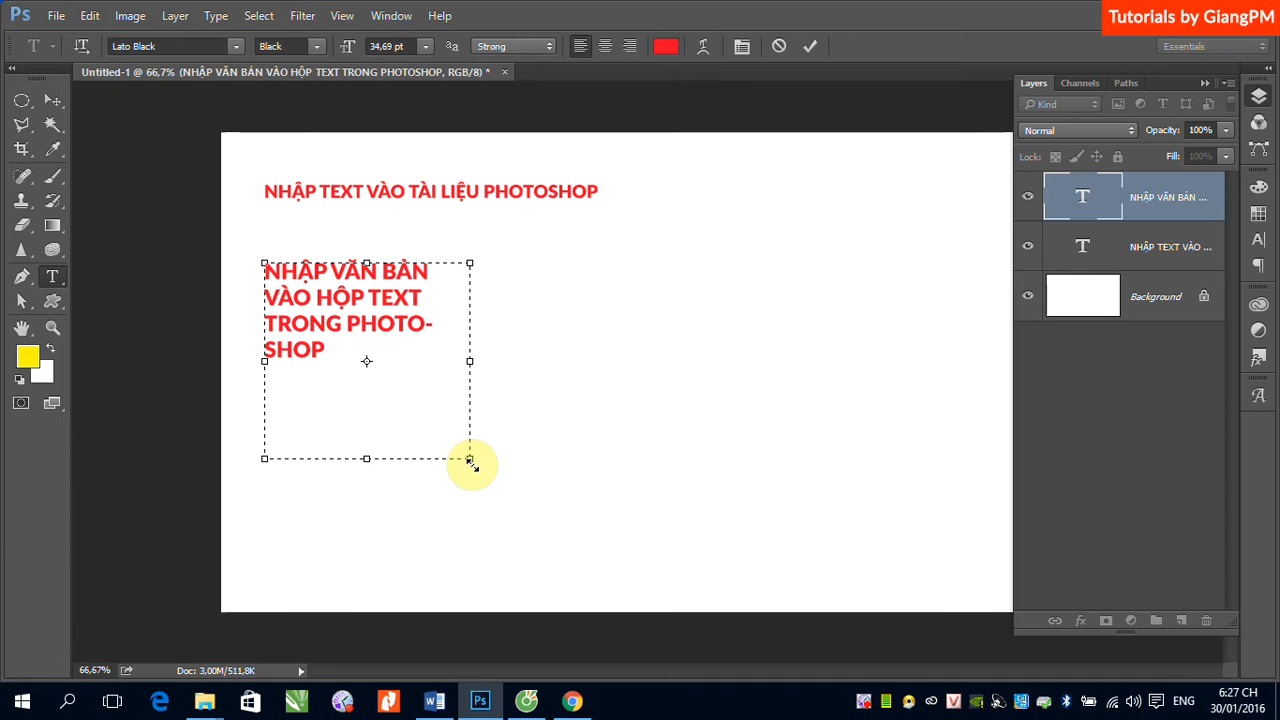 Ps File Edit Image Layer Type Select Filter View Window Help
Tutorials by GiangPM
T Lato Black Black 34,69 pt aa Strong Essentials
Untitled-1 @ 66,7% (NHẬP VĂN BẢN VÀO HỘP TEXT TRONG PHOTOSHOP, RGB/8) *
Layers Channels Paths
Kind
Normal Opacity: 100%
Lock: Fill: 100%
T NHẬP VĂN BẢN ...
T NHẬP TEXT VÀO ...
Background
NHẬP TEXT VÀO TÀI LIỆU PHOTOSHOP
NHẬP VĂN BẢN
VÀO HỘP TEXT
TRONG PHOTO-
SHOP
66,67% Doc: 3,00M/511,8K
ENG
6:27 CH
30/01/2016